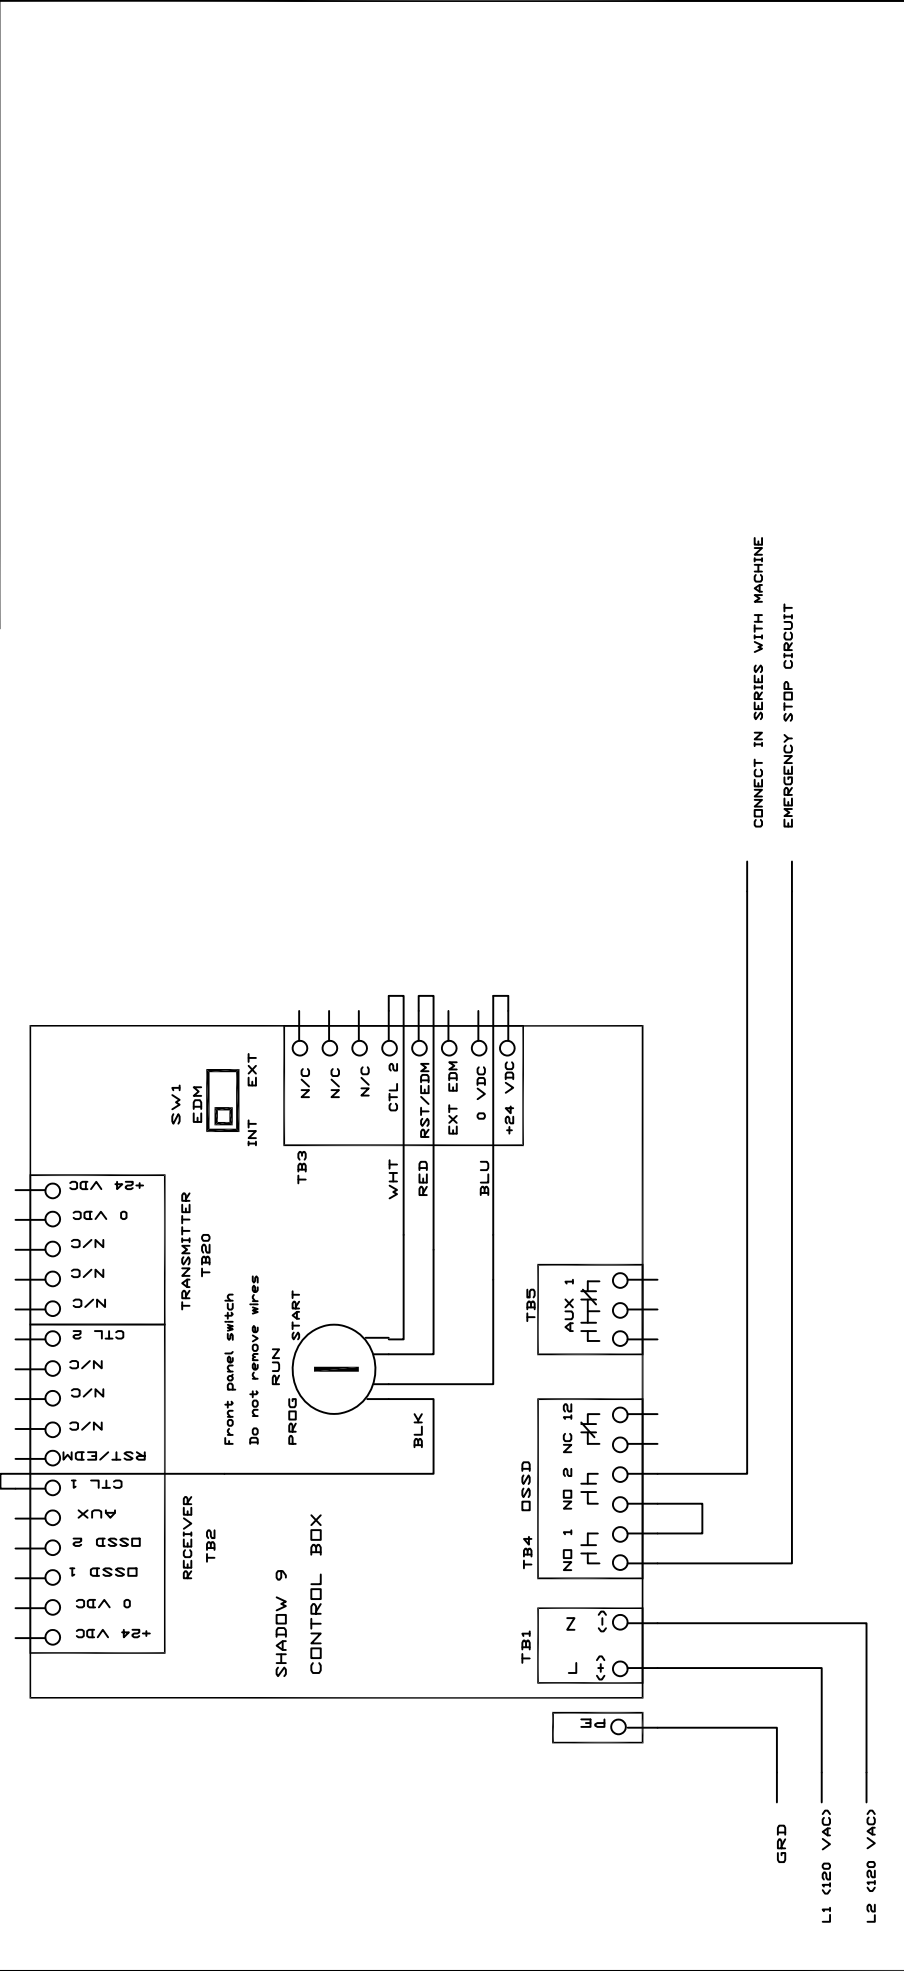 +24 VDC
0 VDC
OSSD 1
OSSD 2
AUX
CTL 1
RST/EDM
N/C
N/C
N/C
CTL 2
N/C
N/C
N/C
0 VDC
+24 VDC
RECEIVER
TB2
TRANSMITTER
TB20
SW1
EDM
INT
EXT
Front panel switch
Do not remove wires
RUN
PROG
START
SHADOW 9
CONTROL BOX
TB3
N/C
N/C
N/C
CTL 2
RST/EDM
EXT EDM
0 VDC
+24 VDC
WHT
RED
BLU
BLK
TB1
L
N
(+)
(-)
TB4
OSSD
NO 1
NO 2
NC 12
TB5
AUX 1
PE
CONNECT IN SERIES WITH MACHINE
EMERGENCY STOP CIRCUIT
GRD
L1 (120 VAC)
L2 (120 VAC)